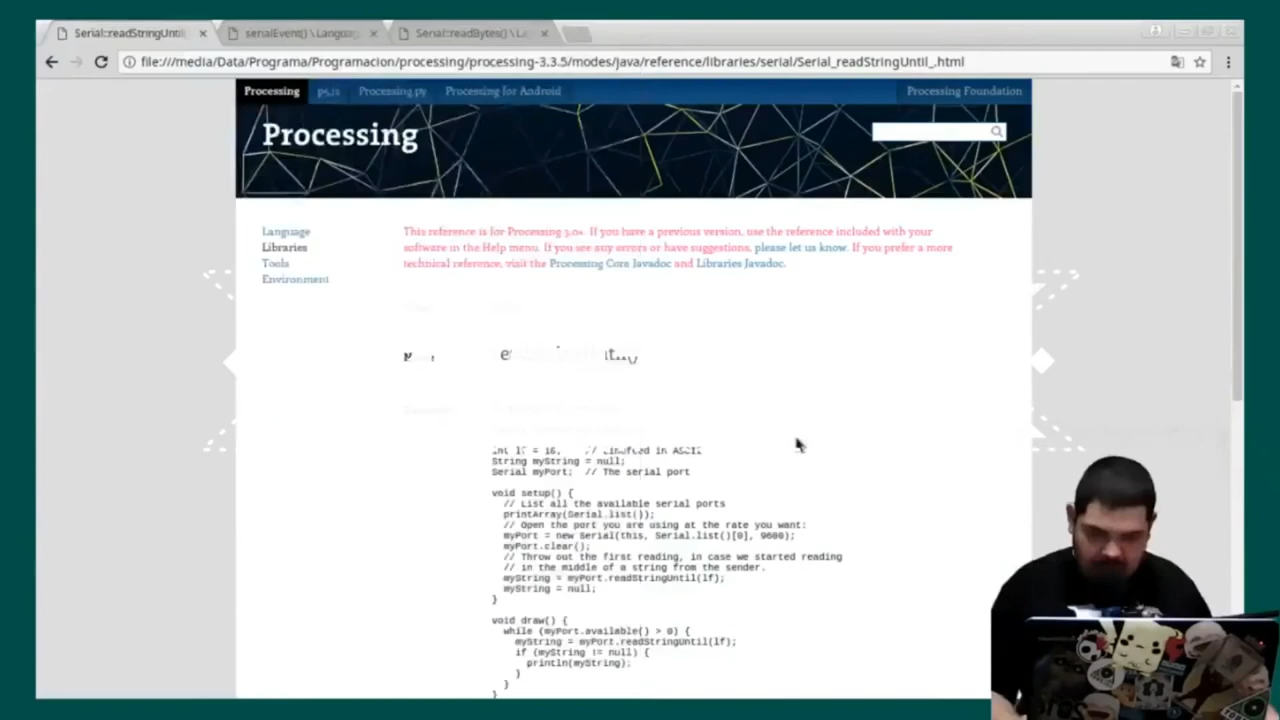 Serial::readStringUntil
serialEvent() \ Languag
Serial::readBytes() \ La
file:///media/Data/Programa/Programacion/processing/processing-3.3.5/modes/java/reference/libraries/serial/Serial_readStringUntil_.html
Processing
p5.js
Processing.py
Processing for Android
Processing Foundation
Processing
Language
Libraries
Tools
Environment
This reference is for Processing 3.0+. If you have a previous version, use the reference included with your
software in the Help menu. If you see any errors or have suggestions, please let us know. If you prefer a more
technical reference, visit the Processing Core Javadoc and Libraries Javadoc.
int lf = 10; // Linefeed in ASCII
String myString = null;
Serial myPort; // The serial port
void setup() {
// List all the available serial ports
printArray(Serial.list());
// Open the port you are using at the rate you want:
myPort = new Serial(this, Serial.list()[0], 9600);
myPort.clear();
// Throw out the first reading, in case we started reading
// in the middle of a string from the sender.
myString = myPort.readStringUntil(lf);
myString = null;
}
void draw() {
while (myPort.available() > 0) {
myString = myPort.readStringUntil(lf);
if (myString != null) {
println(myString);
}
}
}